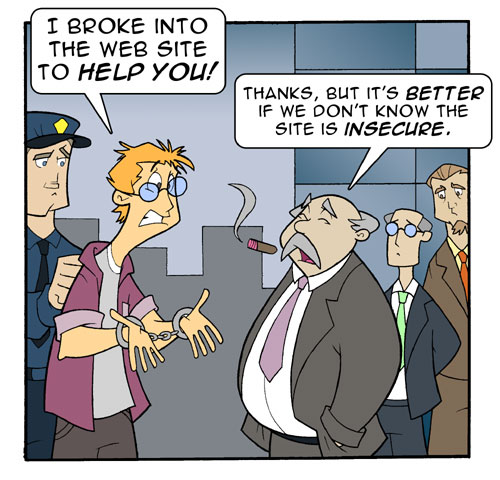 I BROKE INTO
THE WEB SITE
TO HELP YOU!
THANKS, BUT IT'S BETTER
IF WE DON'T KNOW THE
SITE IS INSECURE.